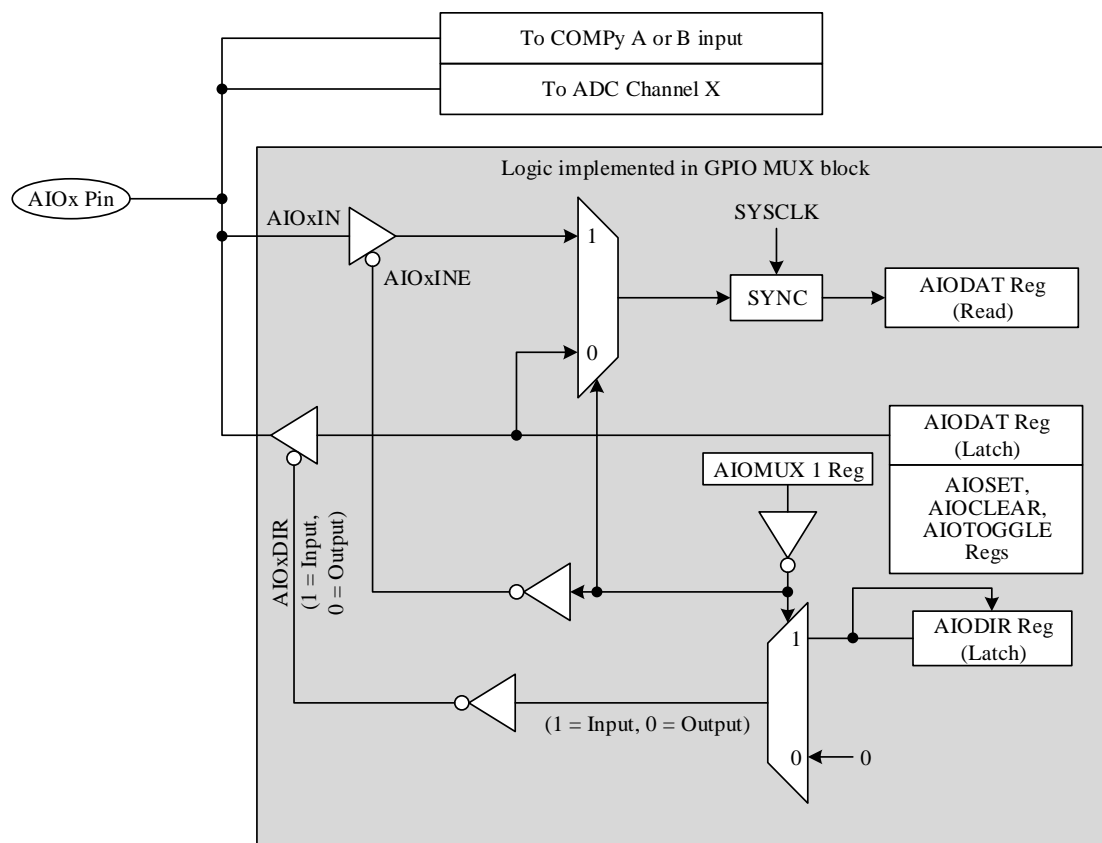 To COMPy A or B input
To ADC Channel X
Logic implemented in GPIO MUX block
AIOx Pin
AIOxIN
SYSCLK
1
AIOxINE
SYNC
AIODAT Reg
(Read)
0
AIODAT Reg
(Latch)
AIOMUX 1 Reg
AIOSET,
AIOCLEAR,
AIOTOGGLE
Regs
AIOxDIR
(1 = Input,
0 = Output)
1
AIODIR Reg
(Latch)
(1 = Input, 0 = Output)
0
0